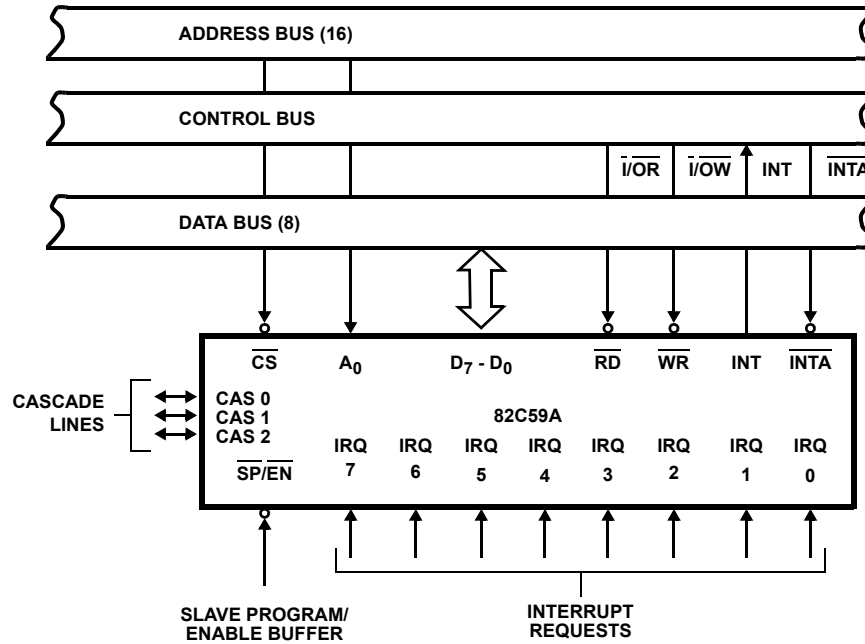 ADDRESS BUS (16)
CONTROL BUS
I/OR I/OW INT INTA
DATA BUS (8)
CS A0 D7 - D0 RD WR INT INTA
CASCADE
LINES
CAS 0
CAS 1
CAS 2
82C59A
IRQ IRQ IRQ IRQ IRQ IRQ IRQ IRQ
7 6 5 4 3 2 1 0
SP/EN
SLAVE PROGRAM/
ENABLE BUFFER
INTERRUPT
REQUESTS